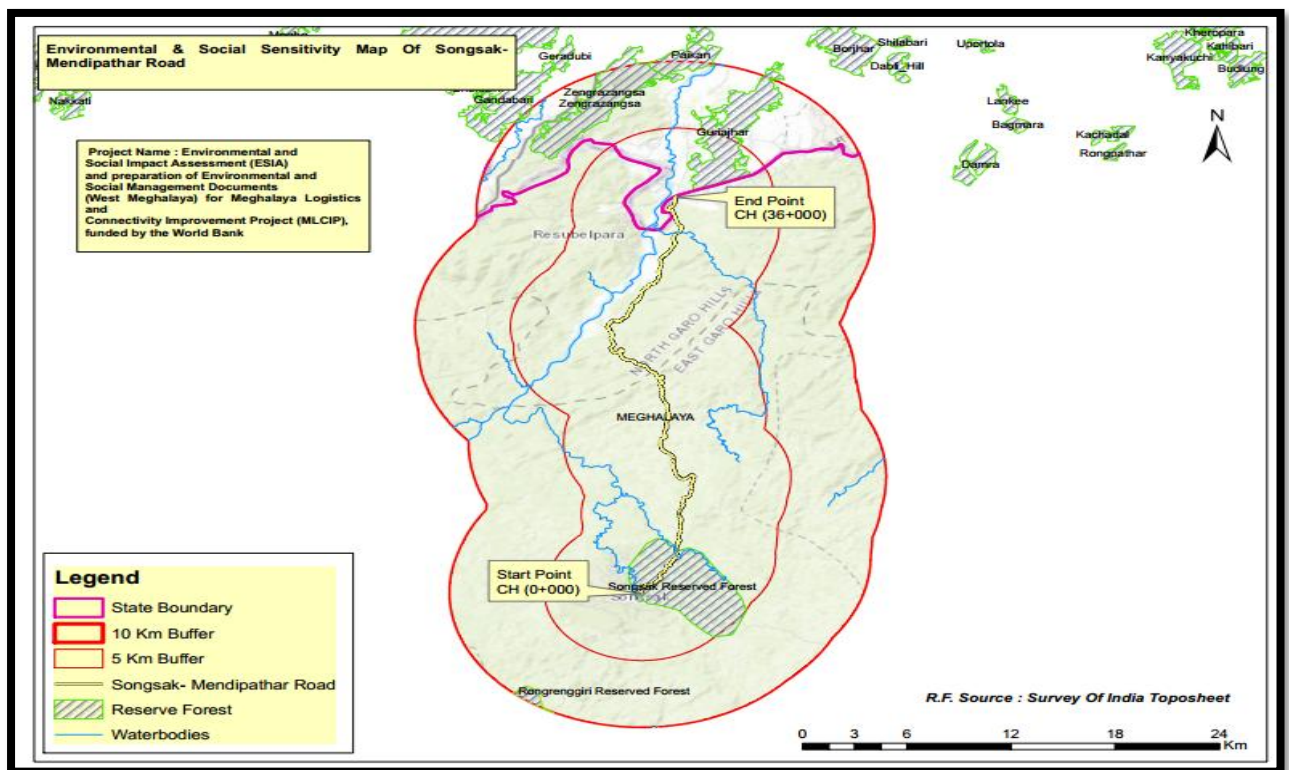 Environmental & Social Sensitivity Map Of Songsak-
Mendipathar Road
Geradubi
Paikan
Borjhar
Shilabari
Dabli_Hill
Uportola
Kheropara
Kahibari
Kanyakuchi
Budlung
Nakkati
Gandabari
Zengrazangsa
Zengrazangsa
Guriajhar
Lankee
Bagmara
Kachadal
Rongpathar
Damra
N
Project Name : Environmental and
Social Impact Assessment (ESIA)
and preparation of Environmental and
Social Management Documents
(West Meghalaya) for Meghalaya Logistics
and
Connectivity Improvement Project (MLCIP),
funded by the World Bank
End Point
CH (36+000)
Resubelpara
NORTH GARO HILLS
EAST GARO HILLS
MEGHALAYA
Start Point
CH (0+000)
Songsak Reserved Forest
Rongrenggiri Reserved Forest
Legend
State Boundary
10 Km Buffer
5 Km Buffer
Songsak- Mendipathar Road
Reserve Forest
Waterbodies
R.F. Source : Survey Of India Toposheet
0 3 6 12 18 24
Km